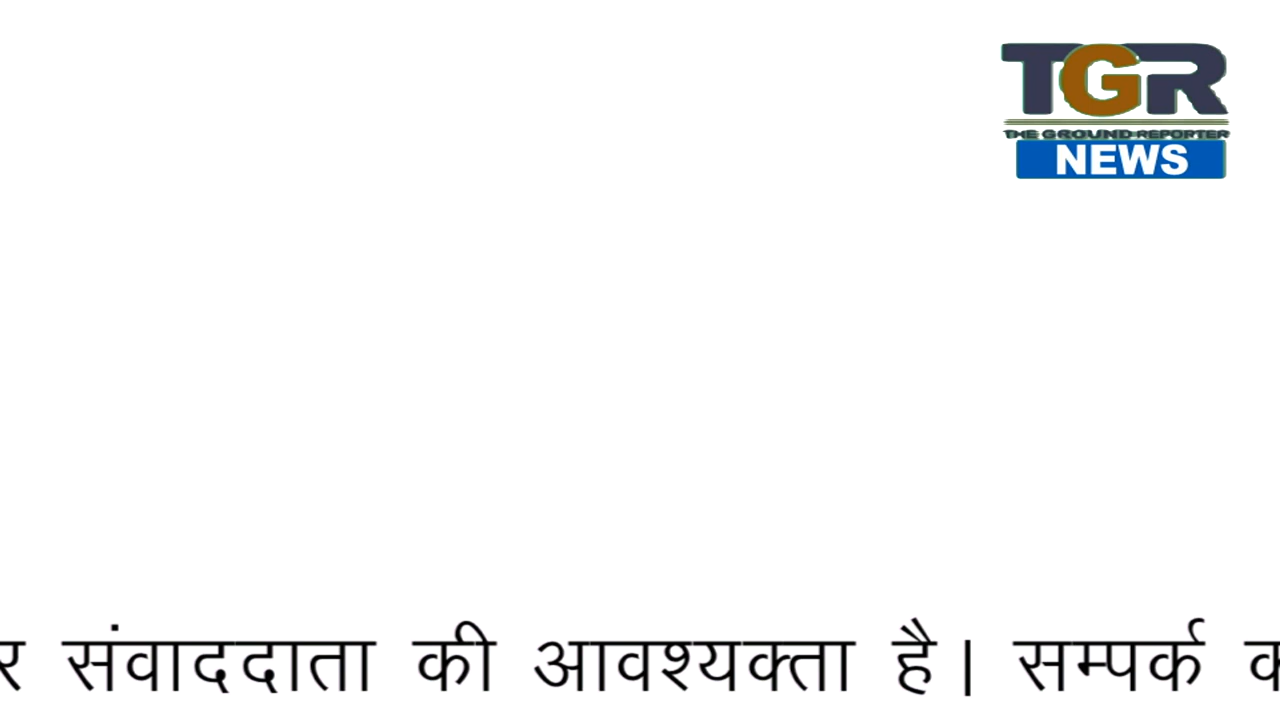 TGR
THE GROUND REPORTER
NEWS
र संवाददाता की आवश्यक्ता है। सम्पर्क क